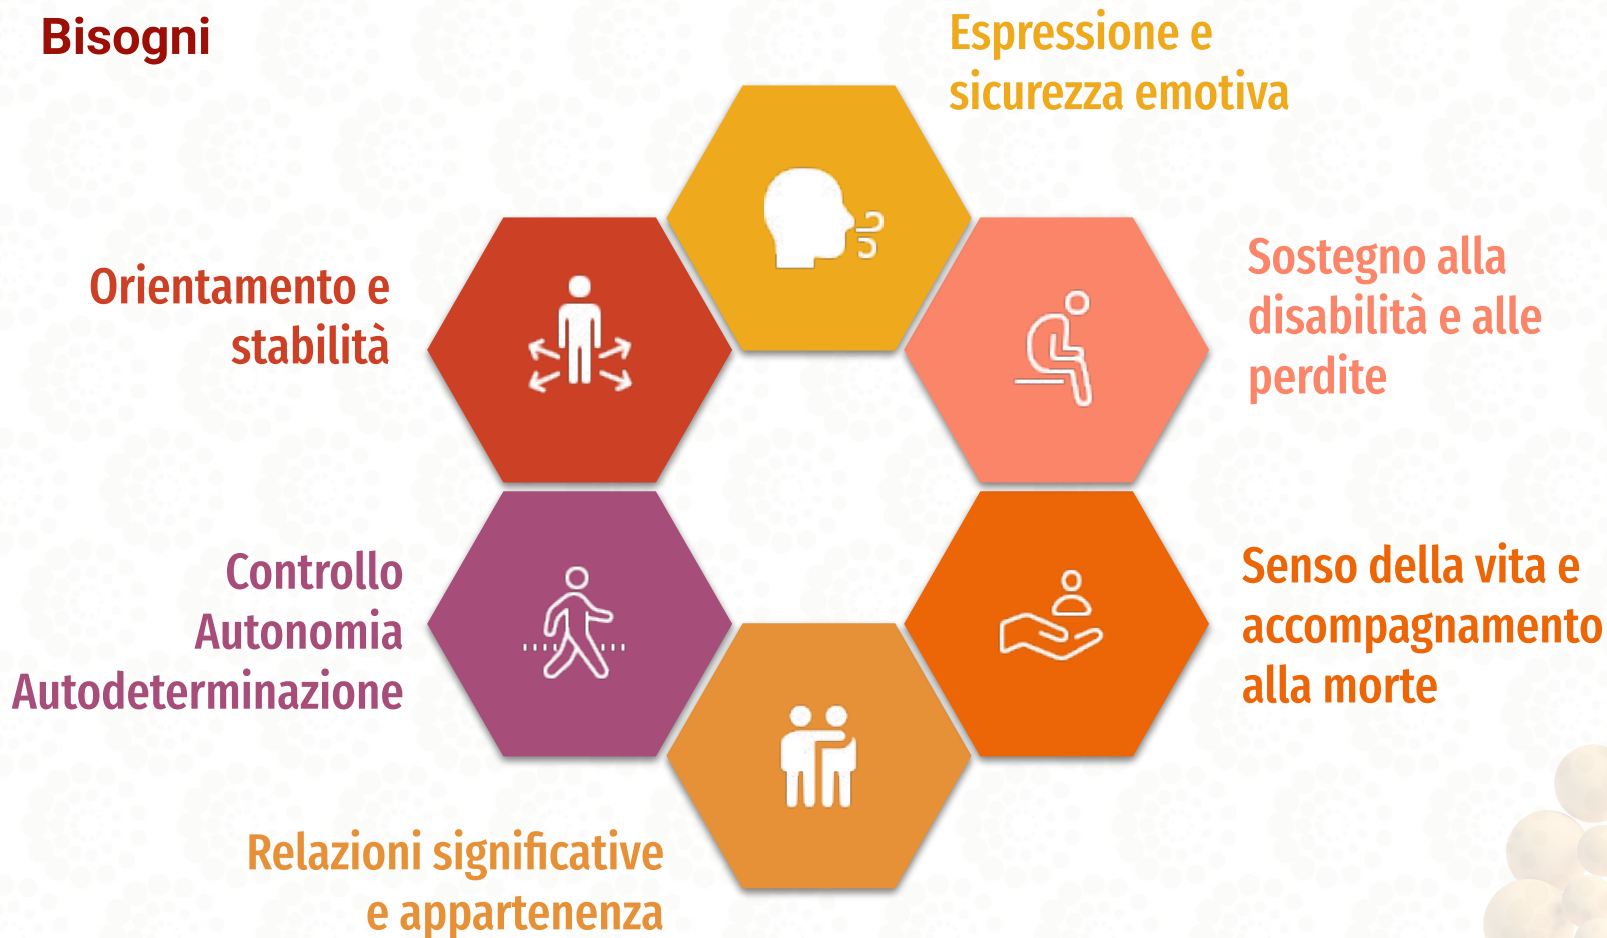 Bisogni
Espressione e
sicurezza emotiva
Sostegno alla
disabilità e alle
perdite
Senso della vita e
accompagnamento
alla morte
Relazioni significative
e appartenenza
Controllo
Autonomia
Autodeterminazione
Orientamento e
stabilità